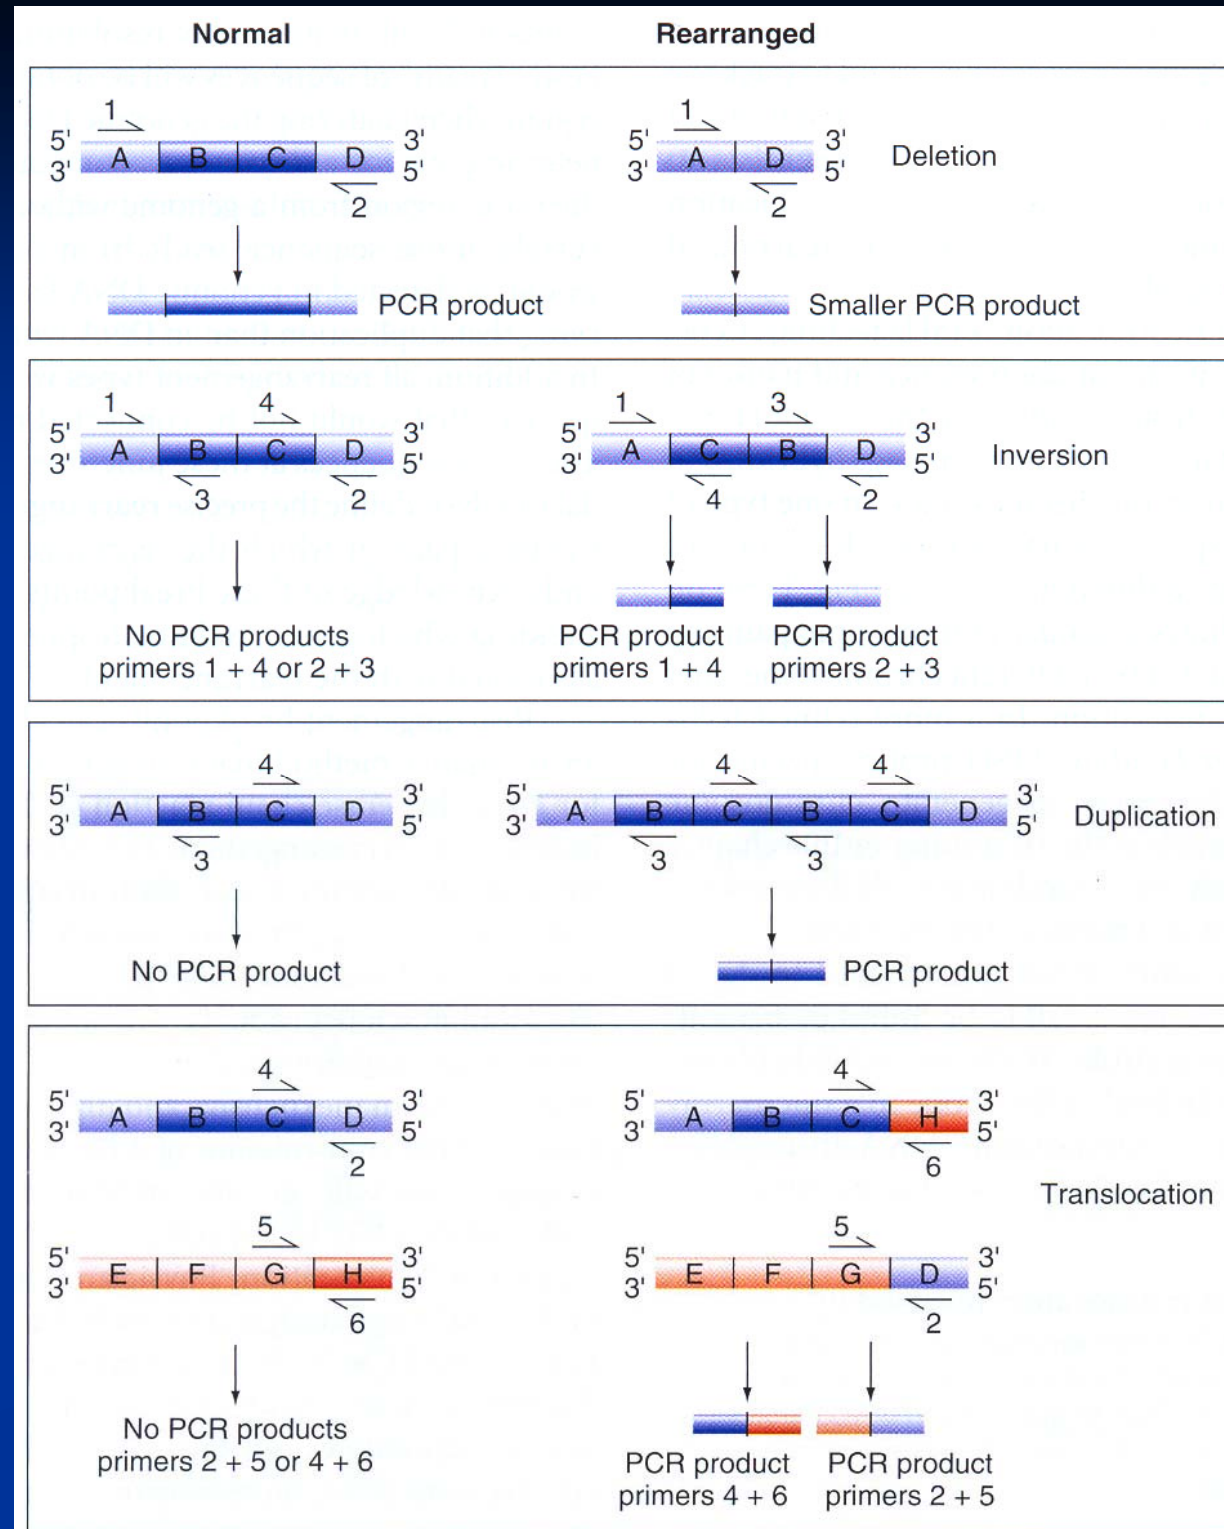 Normal
Rearranged
1
5' 3'
A B C D
3' 5'
2
PCR product
1
5' 3'
A D
3' 5'
2
Deletion
Smaller PCR product
1 4
5' 3'
A B C D
3' 5'
3 2
No PCR products
primers 1 + 4 or 2 + 3
1 3
5' 3'
A C B D
3' 5'
4 2
Inversion
PCR product
primers 1 + 4
PCR product
primers 2 + 3
4
5' 3'
A B C D
3' 5'
3
No PCR product
4 4
5' 3'
A B C B C D
3' 5'
3 3
Duplication
PCR product
4
5' 3'
A B C D
3' 5'
2
5
5' 3'
E F G H
3' 5'
6
No PCR products
primers 2 + 5 or 4 + 6
4
5' 3'
A B C H
3' 5'
6
Translocation
5
5' 3'
E F G D
3' 5'
2
PCR product
primers 4 + 6
PCR product
primers 2 + 5